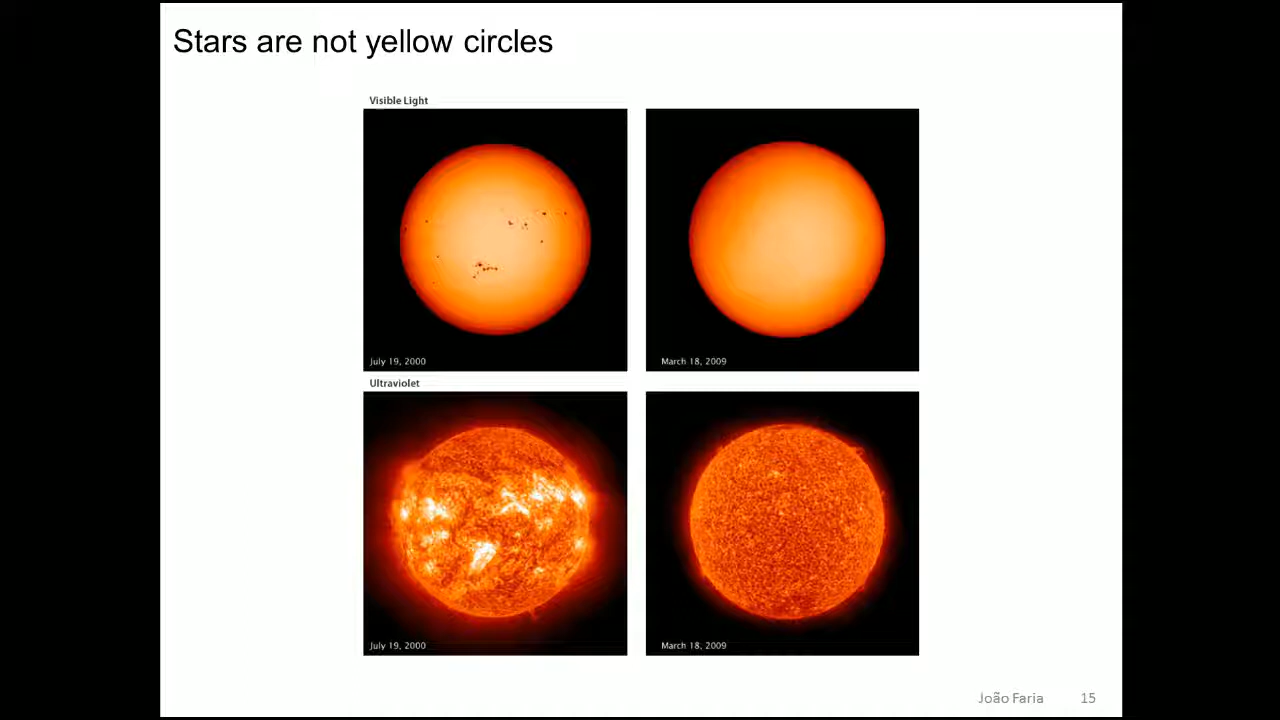 Stars are not yellow circles
Visible Light
July 19, 2000
March 18, 2009
Ultraviolet
July 19, 2000
March 18, 2009
João Faria
15